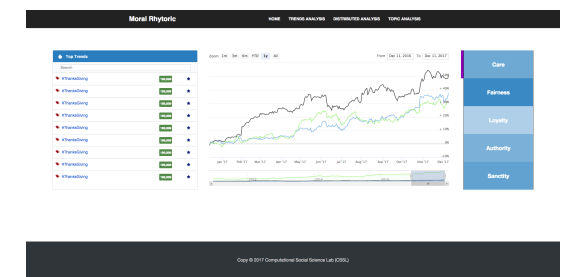 Moral Rhytoric
HOME TRENDS ANALYSIS DISTRIBUTED ANALYSIS TOPIC ANALYSIS
Top Trends
Search
#ThanksGiving
#ThanksGiving
#ThanksGiving
#ThanksGiving
#ThanksGiving
#ThanksGiving
#ThanksGiving
#ThanksGiving
#ThanksGiving
Zoom 1m 3m 6m YTD 1y All
From Dec 11, 2016 To Dec 11, 2017
Jan '17 Feb '17 Mar '17 Apr '17 May '17 Jun '17 Jul '17 Aug '17 Sep '17 Oct '17 Nov '17 Dec '17
Care
Fairness
Loyalty
Authority
Sanctity
Copy © 2017 Computational Social Science Lab (CSSL)